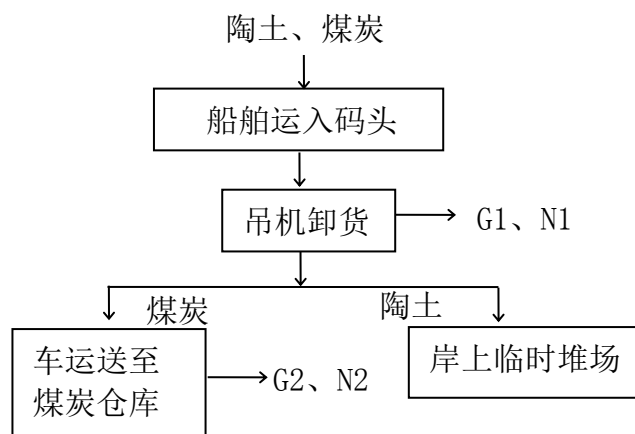 陶土、煤炭
船舶运入码头
吊机卸货
G1、N1
煤炭
陶土
车运送至
煤炭仓库
G2、N2
岸上临时堆场